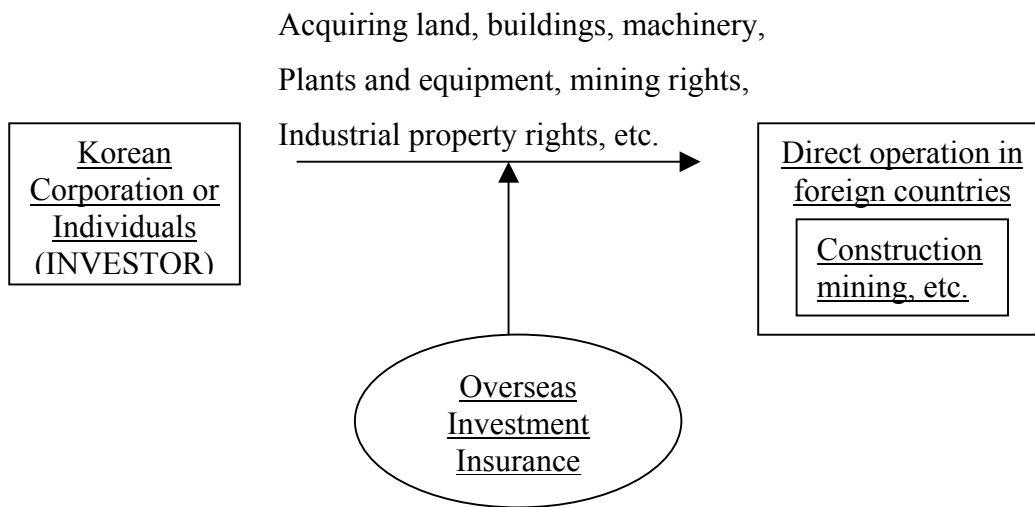 Acquiring land, buildings, machinery,
Plants and equipment, mining rights,
Industrial property rights, etc.
Korean
Corporation or
Individuals
(INVESTOR)
Direct operation in
foreign countries
Construction
mining, etc.
Overseas
Investment
Insurance